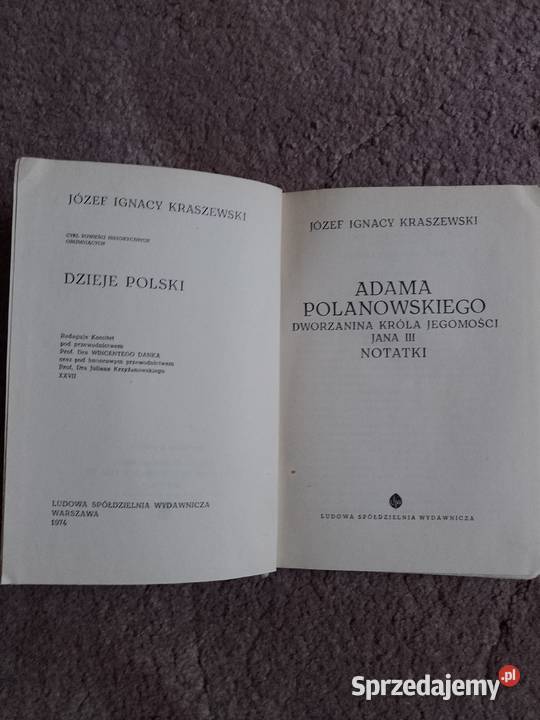 JÓZEF IGNACY KRASZEWSKI
CYKL POWIEŚCI HISTORYCZNYCH
OBEJMUJĄCYCH
DZIEJE POLSKI
Redaguje Komitet
pod przewodnictwem
Prof. Dra WINCENTEGO DANKA
oraz pod honorowym przewodnictwem
Prof. Dra Juliana Krzyżanowskiego
XXVII
LUDOWA SPÓŁDZIELNIA WYDAWNICZA
WARSZAWA
1974
JÓZEF IGNACY KRASZEWSKI
ADAMA
POLANOWSKIEGO
DWORZANINA KRÓLA JEGOMOŚCI
JANA III
NOTATKI
LUDOWA SPÓŁDZIELNIA WYDAWNICZA
Sprzedajemy.pl